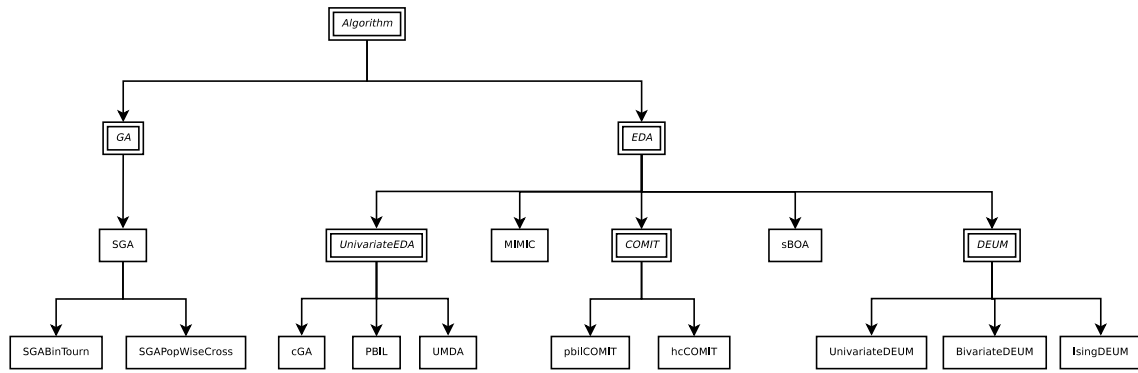 Algorithm
GA
EDA
SGA
UnivariateEDA
MIMIC
COMIT
sBOA
DEUM
SGABinTourn
SGAPopWiseCross
cGA
PBIL
UMDA
pbilCOMIT
hcCOMIT
UnivariateDEUM
BivariateDEUM
IsingDEUM